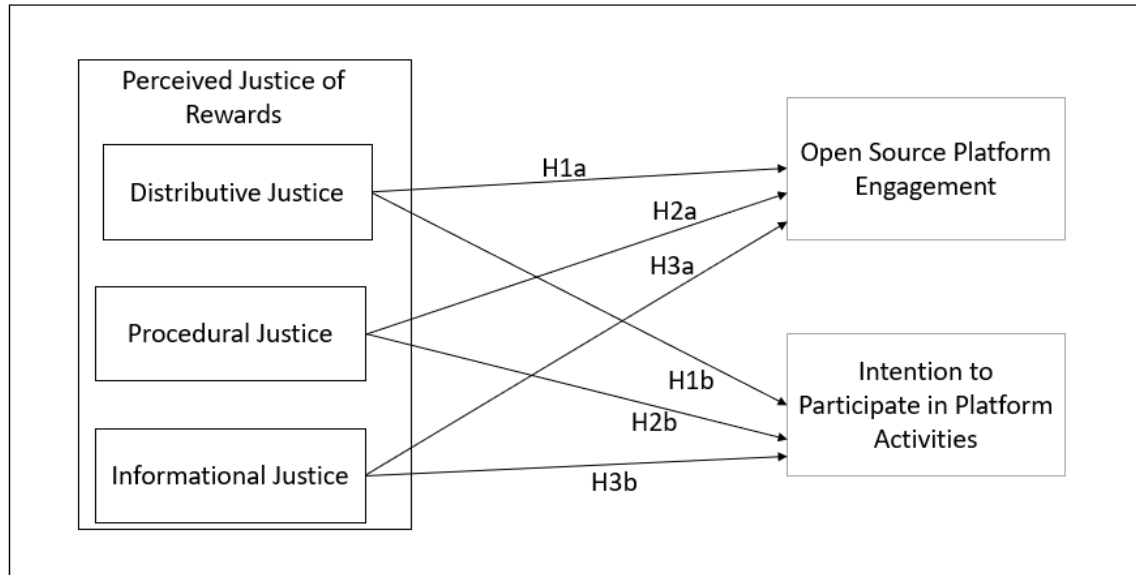 Perceived Justice of
Rewards
Distributive Justice
Procedural Justice
Informational Justice
H1a
H2a
H3a
H1b
H2b
H3b
Open Source Platform
Engagement
Intention to
Participate in Platform
Activities